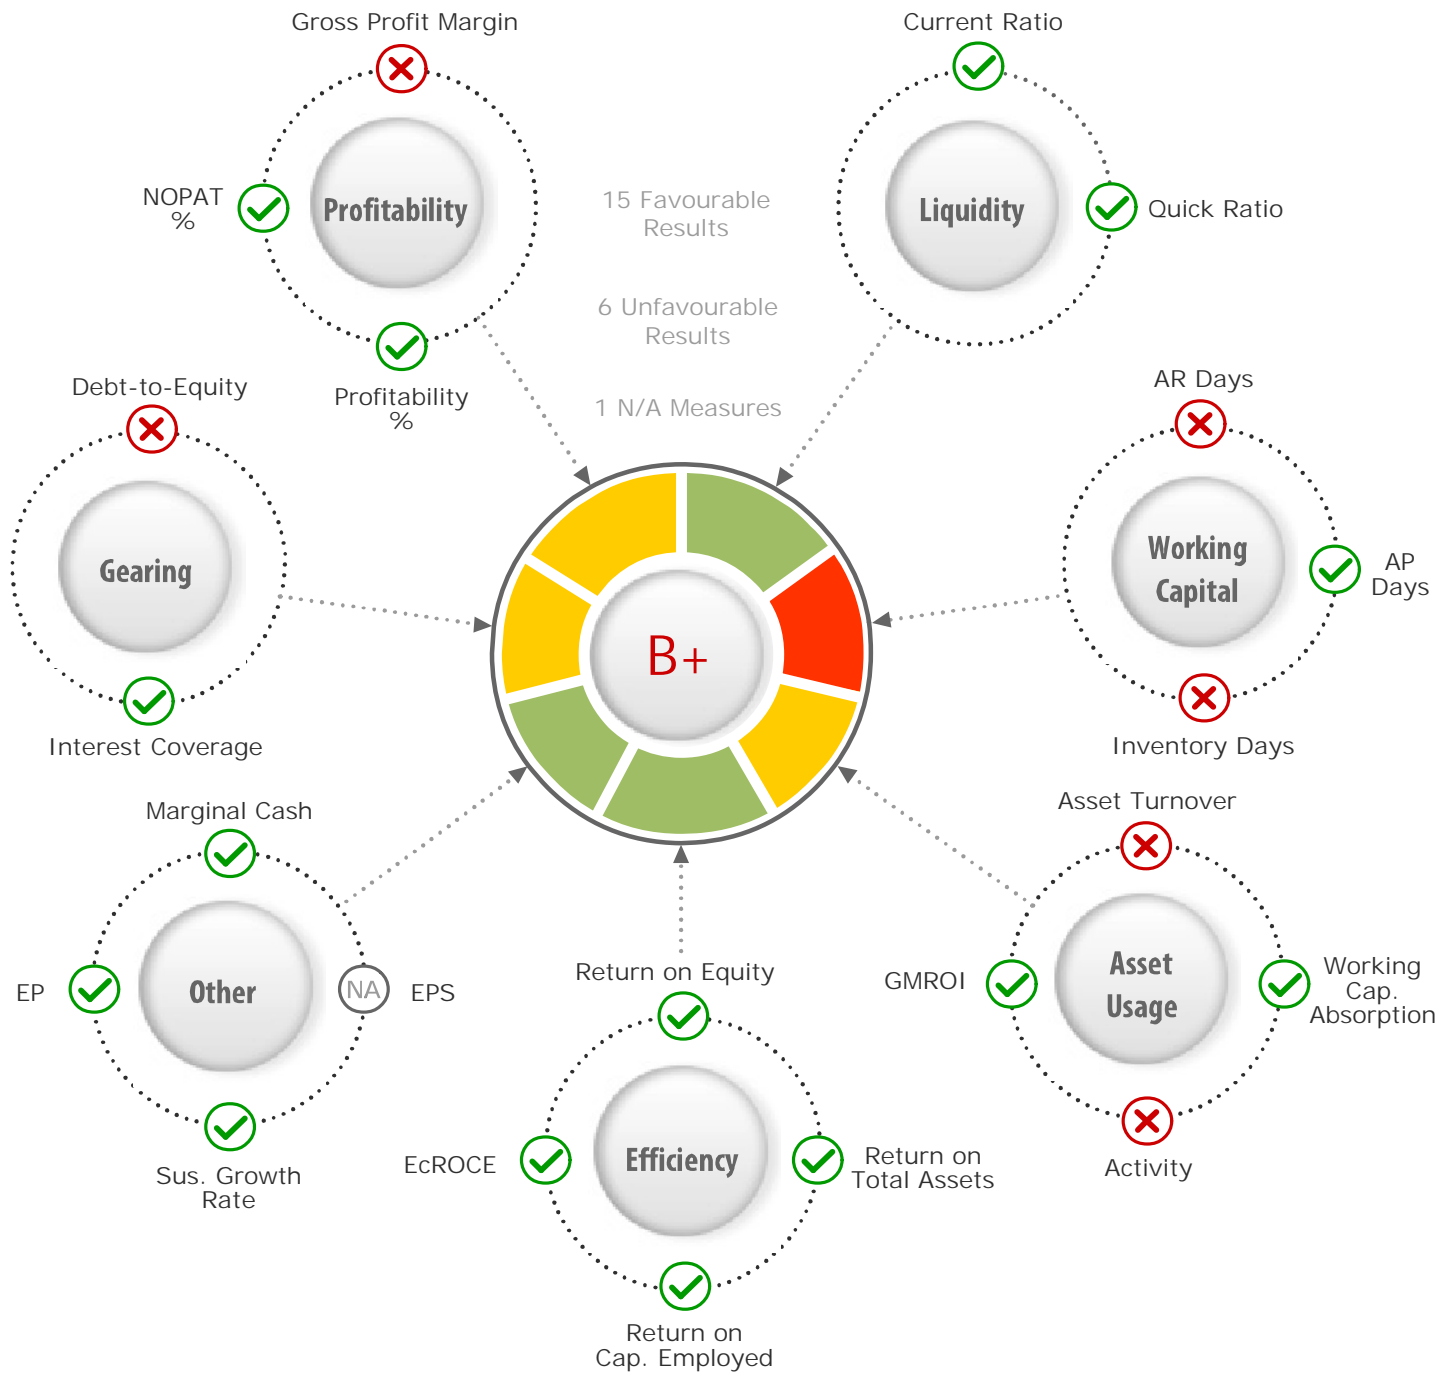 Gross Profit Margin
Current Ratio
NOPAT
%
Profitability
15 Favourable
Results
Liquidity
Quick Ratio
6 Unfavourable
Results
Profitability
%
1 N/A Measures
Debt-to-Equity
Gearing
Interest Coverage
AR Days
Working
Capital
AP
Days
Inventory Days
B+
Marginal Cash
EP
Other
NA
EPS
Sus. Growth
Rate
Return on Equity
EcROCE
Efficiency
Return on
Total Assets
Return on
Cap. Employed
Asset Turnover
GMROI
Asset
Usage
Working
Cap.
Absorption
Activity